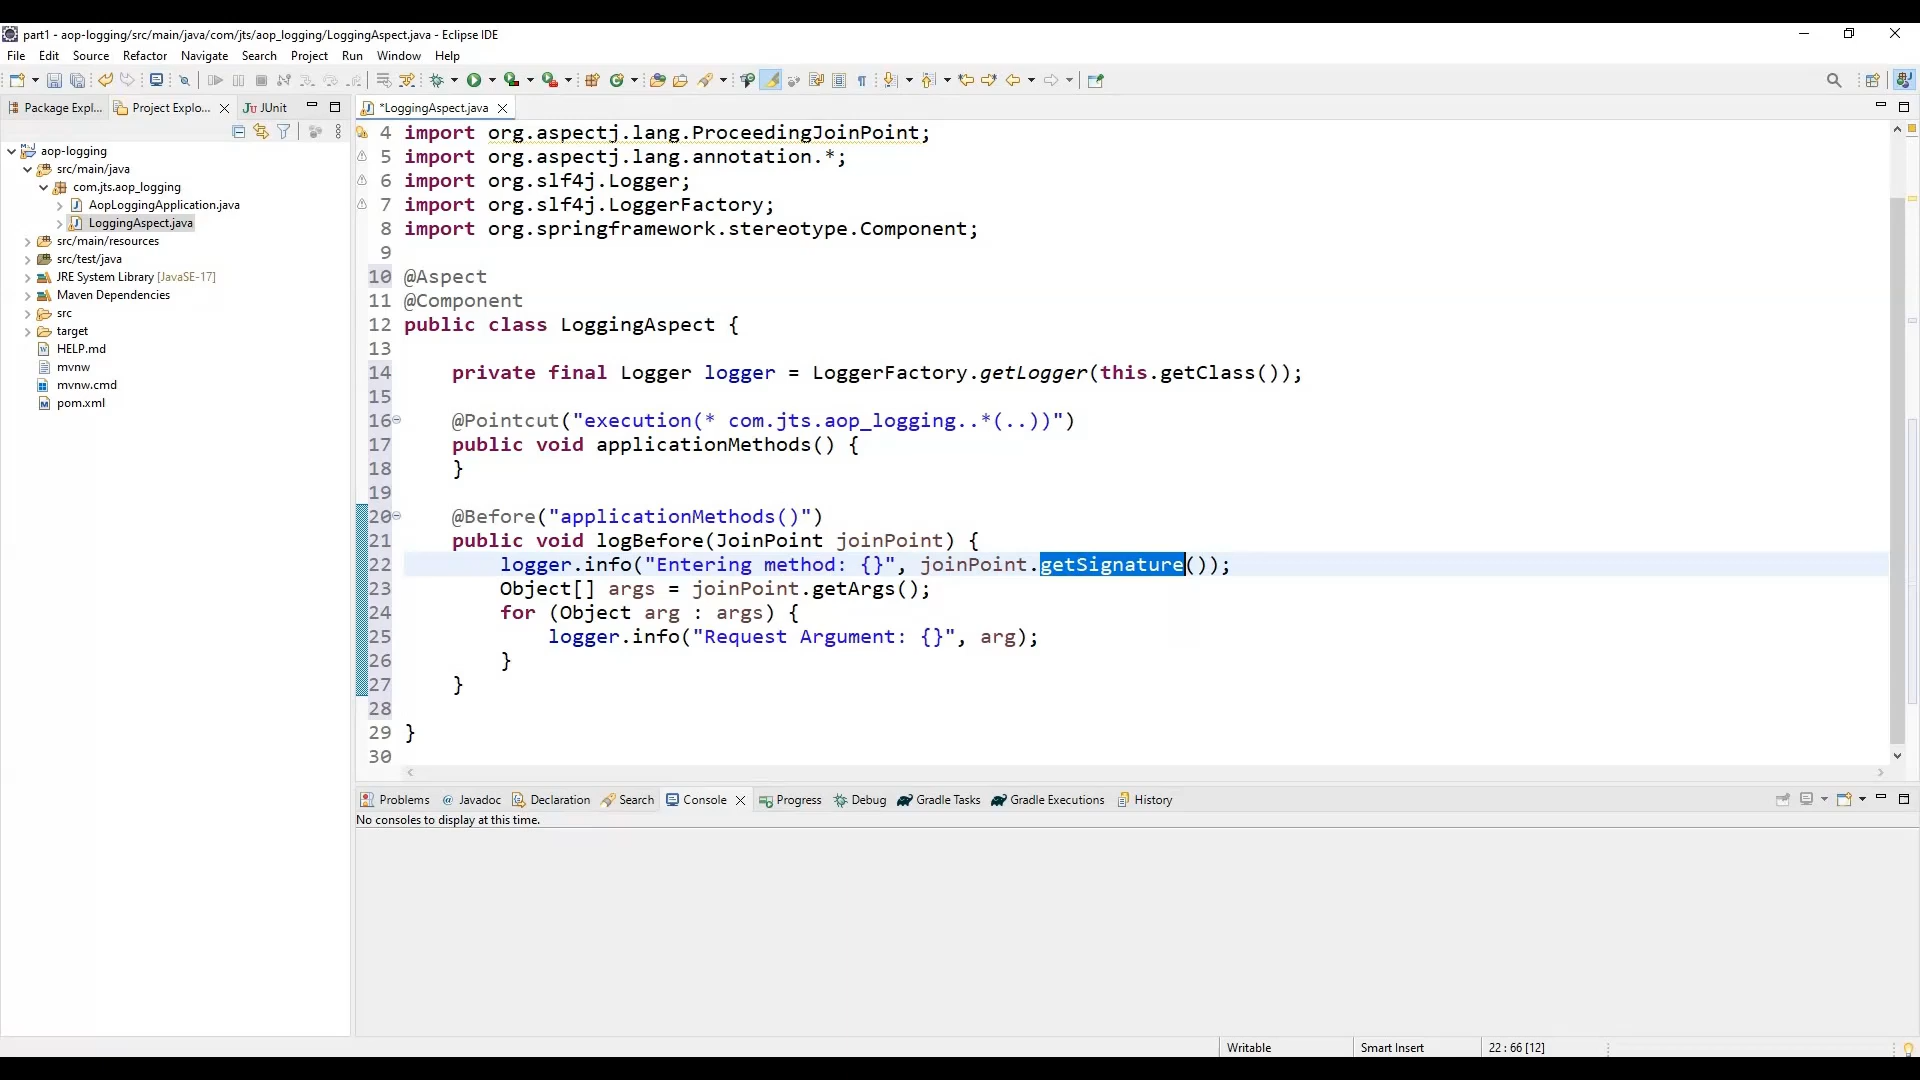 part1 - aop-logging/src/main/java/com/jts/aop_logging/LoggingAspect.java - Eclipse IDE
File Edit Source Refactor Navigate Search Project Run Window Help
Package Expl... Project Explo... JUnit
*LoggingAspect.java
aop-logging
src/main/java
com.jts.aop_logging
AopLoggingApplication.java
LoggingAspect.java
src/main/resources
src/test/java
JRE System Library [JavaSE-17]
Maven Dependencies
src
target
HELP.md
mvnw
mvnw.cmd
pom.xml
4 import org.aspectj.lang.ProceedingJoinPoint;
5 import org.aspectj.lang.annotation.*;
6 import org.slf4j.Logger;
7 import org.slf4j.LoggerFactory;
8 import org.springframework.stereotype.Component;
9
10 @Aspect
11 @Component
12 public class LoggingAspect {
13
14 private final Logger logger = LoggerFactory.getLogger(this.getClass());
15
16 @Pointcut("execution(* com.jts.aop_logging..*(..))")
17 public void applicationMethods() {
18 }
19
20 @Before("applicationMethods()")
21 public void logBefore(JoinPoint joinPoint) {
22 logger.info("Entering method: {}", joinPoint.getSignature());
23 Object[] args = joinPoint.getArgs();
24 for (Object arg : args) {
25 logger.info("Request Argument: {}", arg);
26 }
27 }
28
29 }
30
Problems Javadoc Declaration Search Console Progress Debug Gradle Tasks Gradle Executions History
No consoles to display at this time.
Writable Smart Insert 22 : 66 [12]